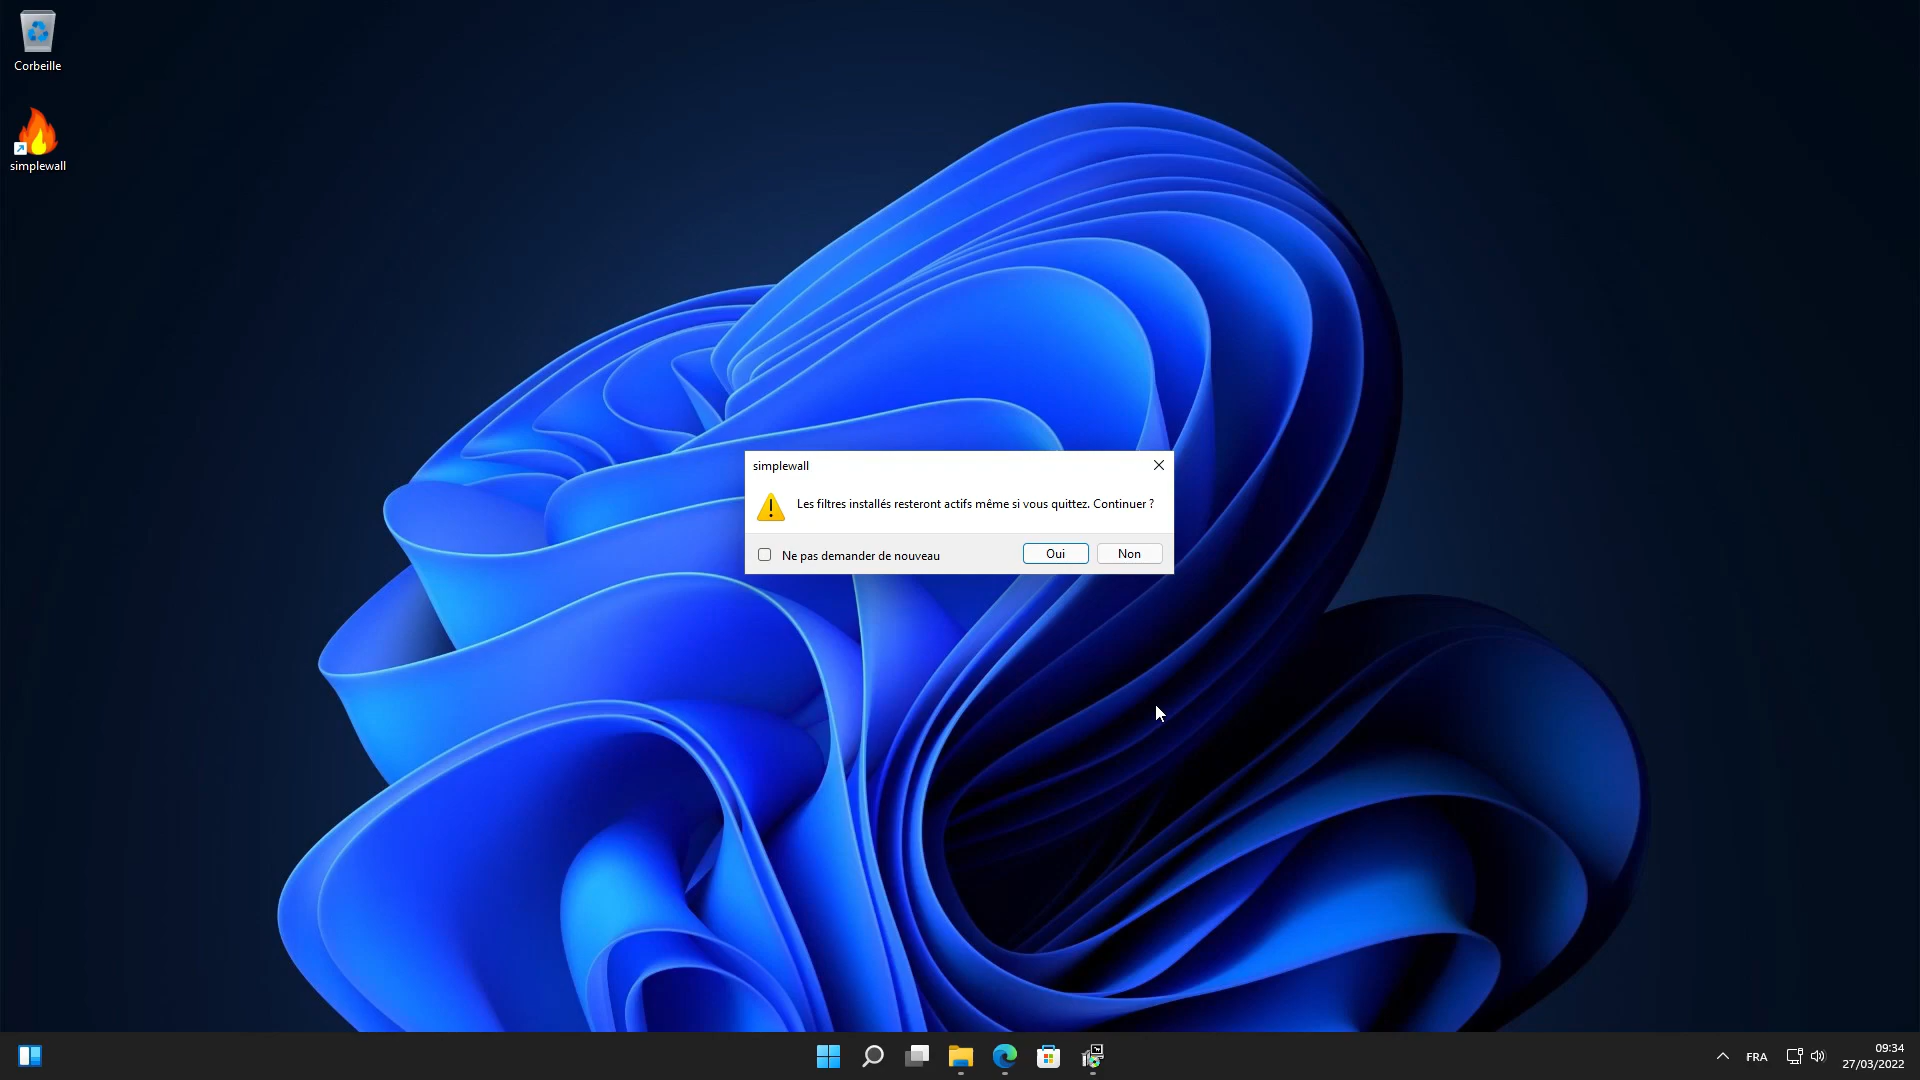 Corbeille
simplewall
simplewall
Les filtres installés resteront actifs même si vous quittez. Continuer ?
Ne pas demander de nouveau
Oui
Non
FRA
09:34
27/03/2022